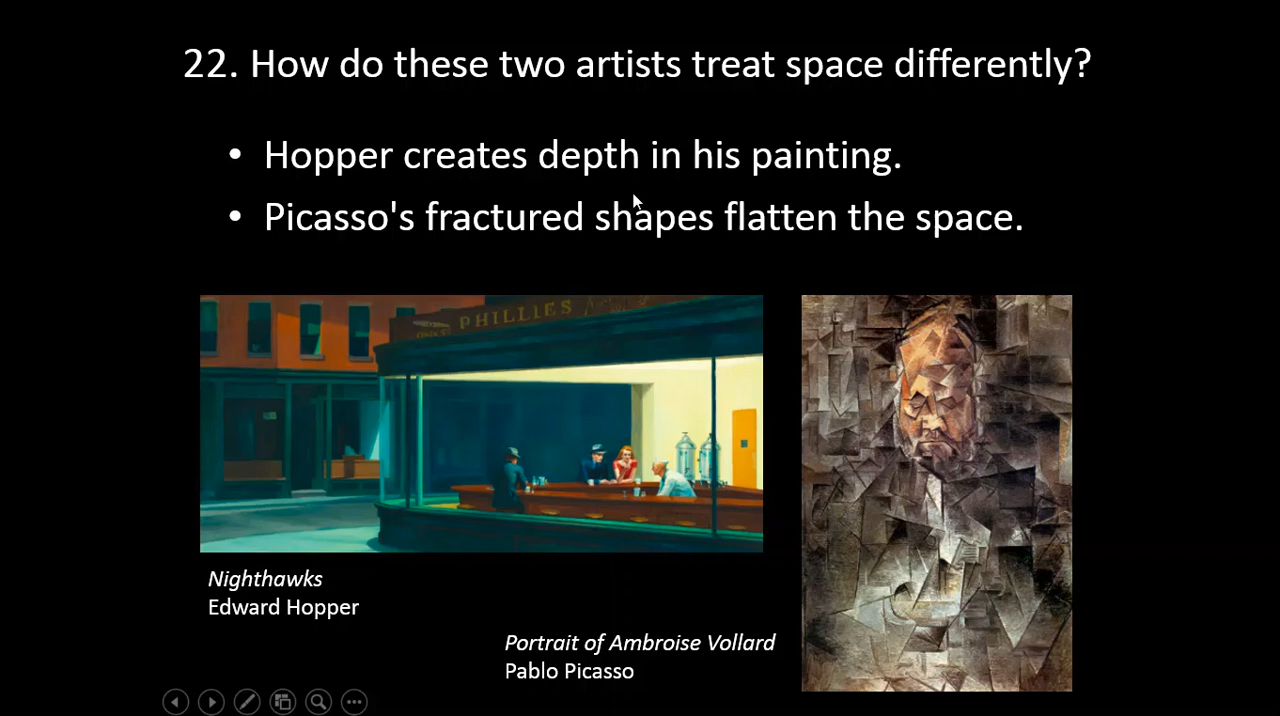 22. How do these two artists treat space differently?
• Hopper creates depth in his painting.
• Picasso's fractured shapes flatten the space.
PHILLIES
Nighthawks
Edward Hopper
Portrait of Ambroise Vollard
Pablo Picasso